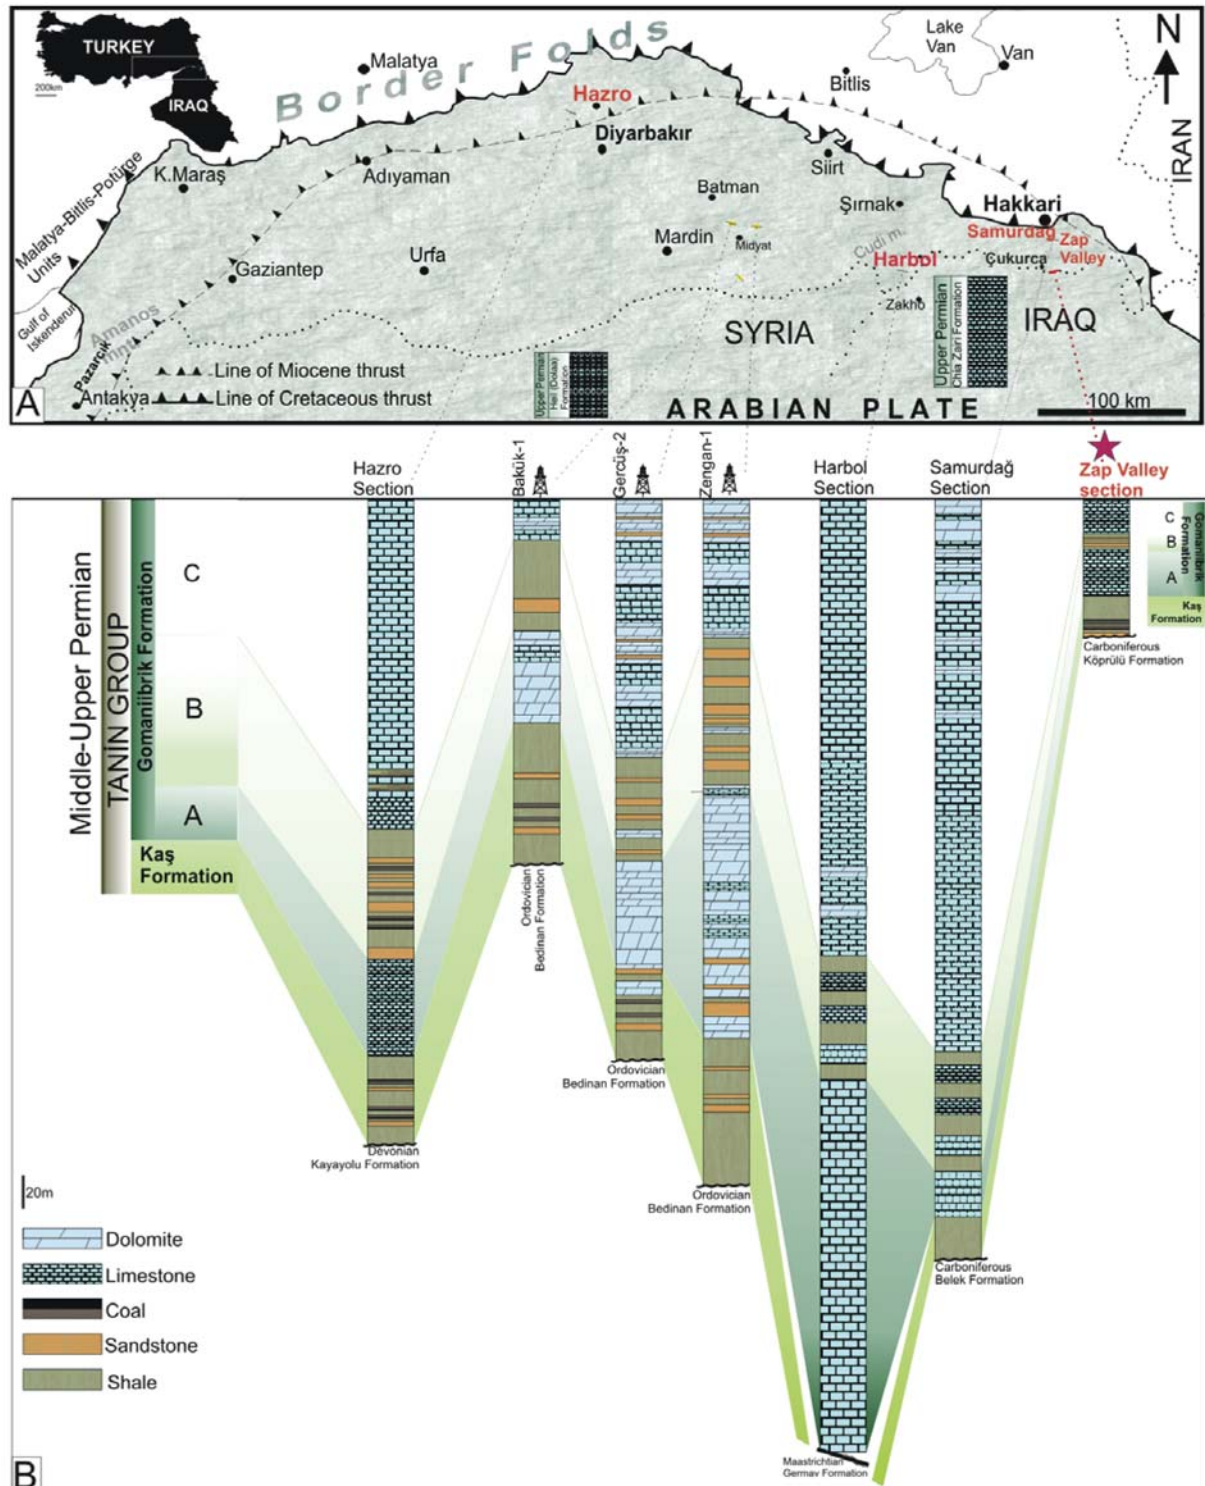 TURKEY
200km
IRAQ
Border Folds
Malatya
Hazro
Diyarbakır
Lake
Van
Van
Bitlis
N
IRAN
K.Maraş
Adıyaman
Siirt
Batman
Şırnak
Hakkari
Samurdağ
Zap
Valley
Malatya-Bitlis-Pötürge
Units
Gaziantep
Urfa
Mardin
Midyat
Cudi m.
Harbol
Çukurca
Zakho
Gulf of
Iskenderun
Amanos
mnt
Pazarcık
Antakya
SYRIA
IRAQ
Upper Permian
Chia Zairi Formation
Upper Permian
Heil (Dolaa)
Formation
Line of Miocene thrust
Line of Cretaceous thrust
ARABIAN PLATE
100 km
A
Hazro
Section
Bakük-1
Gercüş-2
Zengan-1
Harbol
Section
Samurdağ
Section
Zap Valley
section
Middle-Upper Permian
TANİN GROUP
Gomaniibrik Formation
C
B
A
Kaş
Formation
C
B
A
Gomaniibrik
Formation
Kaş
Formation
Carboniferous
Köprülü Formation
Ordovician
Bedinan Formation
Ordovician
Bedinan Formation
Devonian
Kayayolu Formation
Ordovician
Bedinan Formation
Carboniferous
Belek Formation
Maastrichtian
Germav Formation
20m
Dolomite
Limestone
Coal
Sandstone
Shale
B